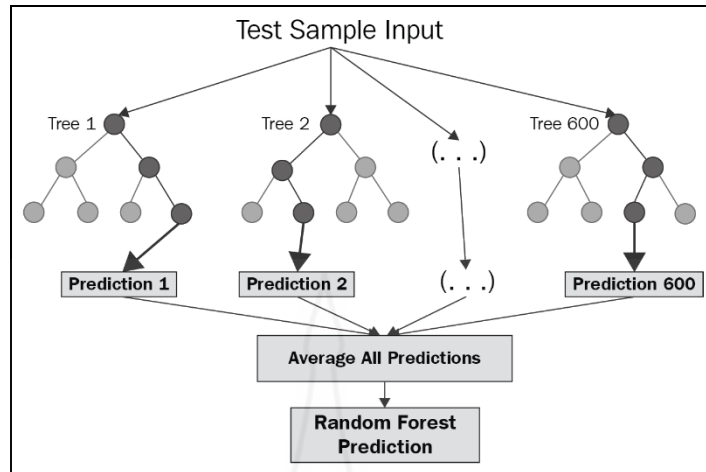 Test Sample Input
Tree 1
Tree 2
(. . .)
Tree 600
Prediction 1
Prediction 2
(. . .)
Prediction 600
Average All Predictions
Random Forest
Prediction